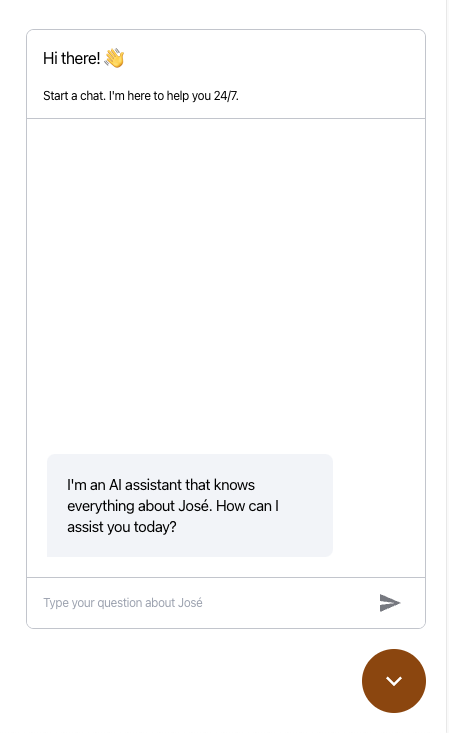 Hi there! 👋
Start a chat. I'm here to help you 24/7.
I'm an AI assistant that knows
everything about José. How can I
assist you today?
Type your question about José